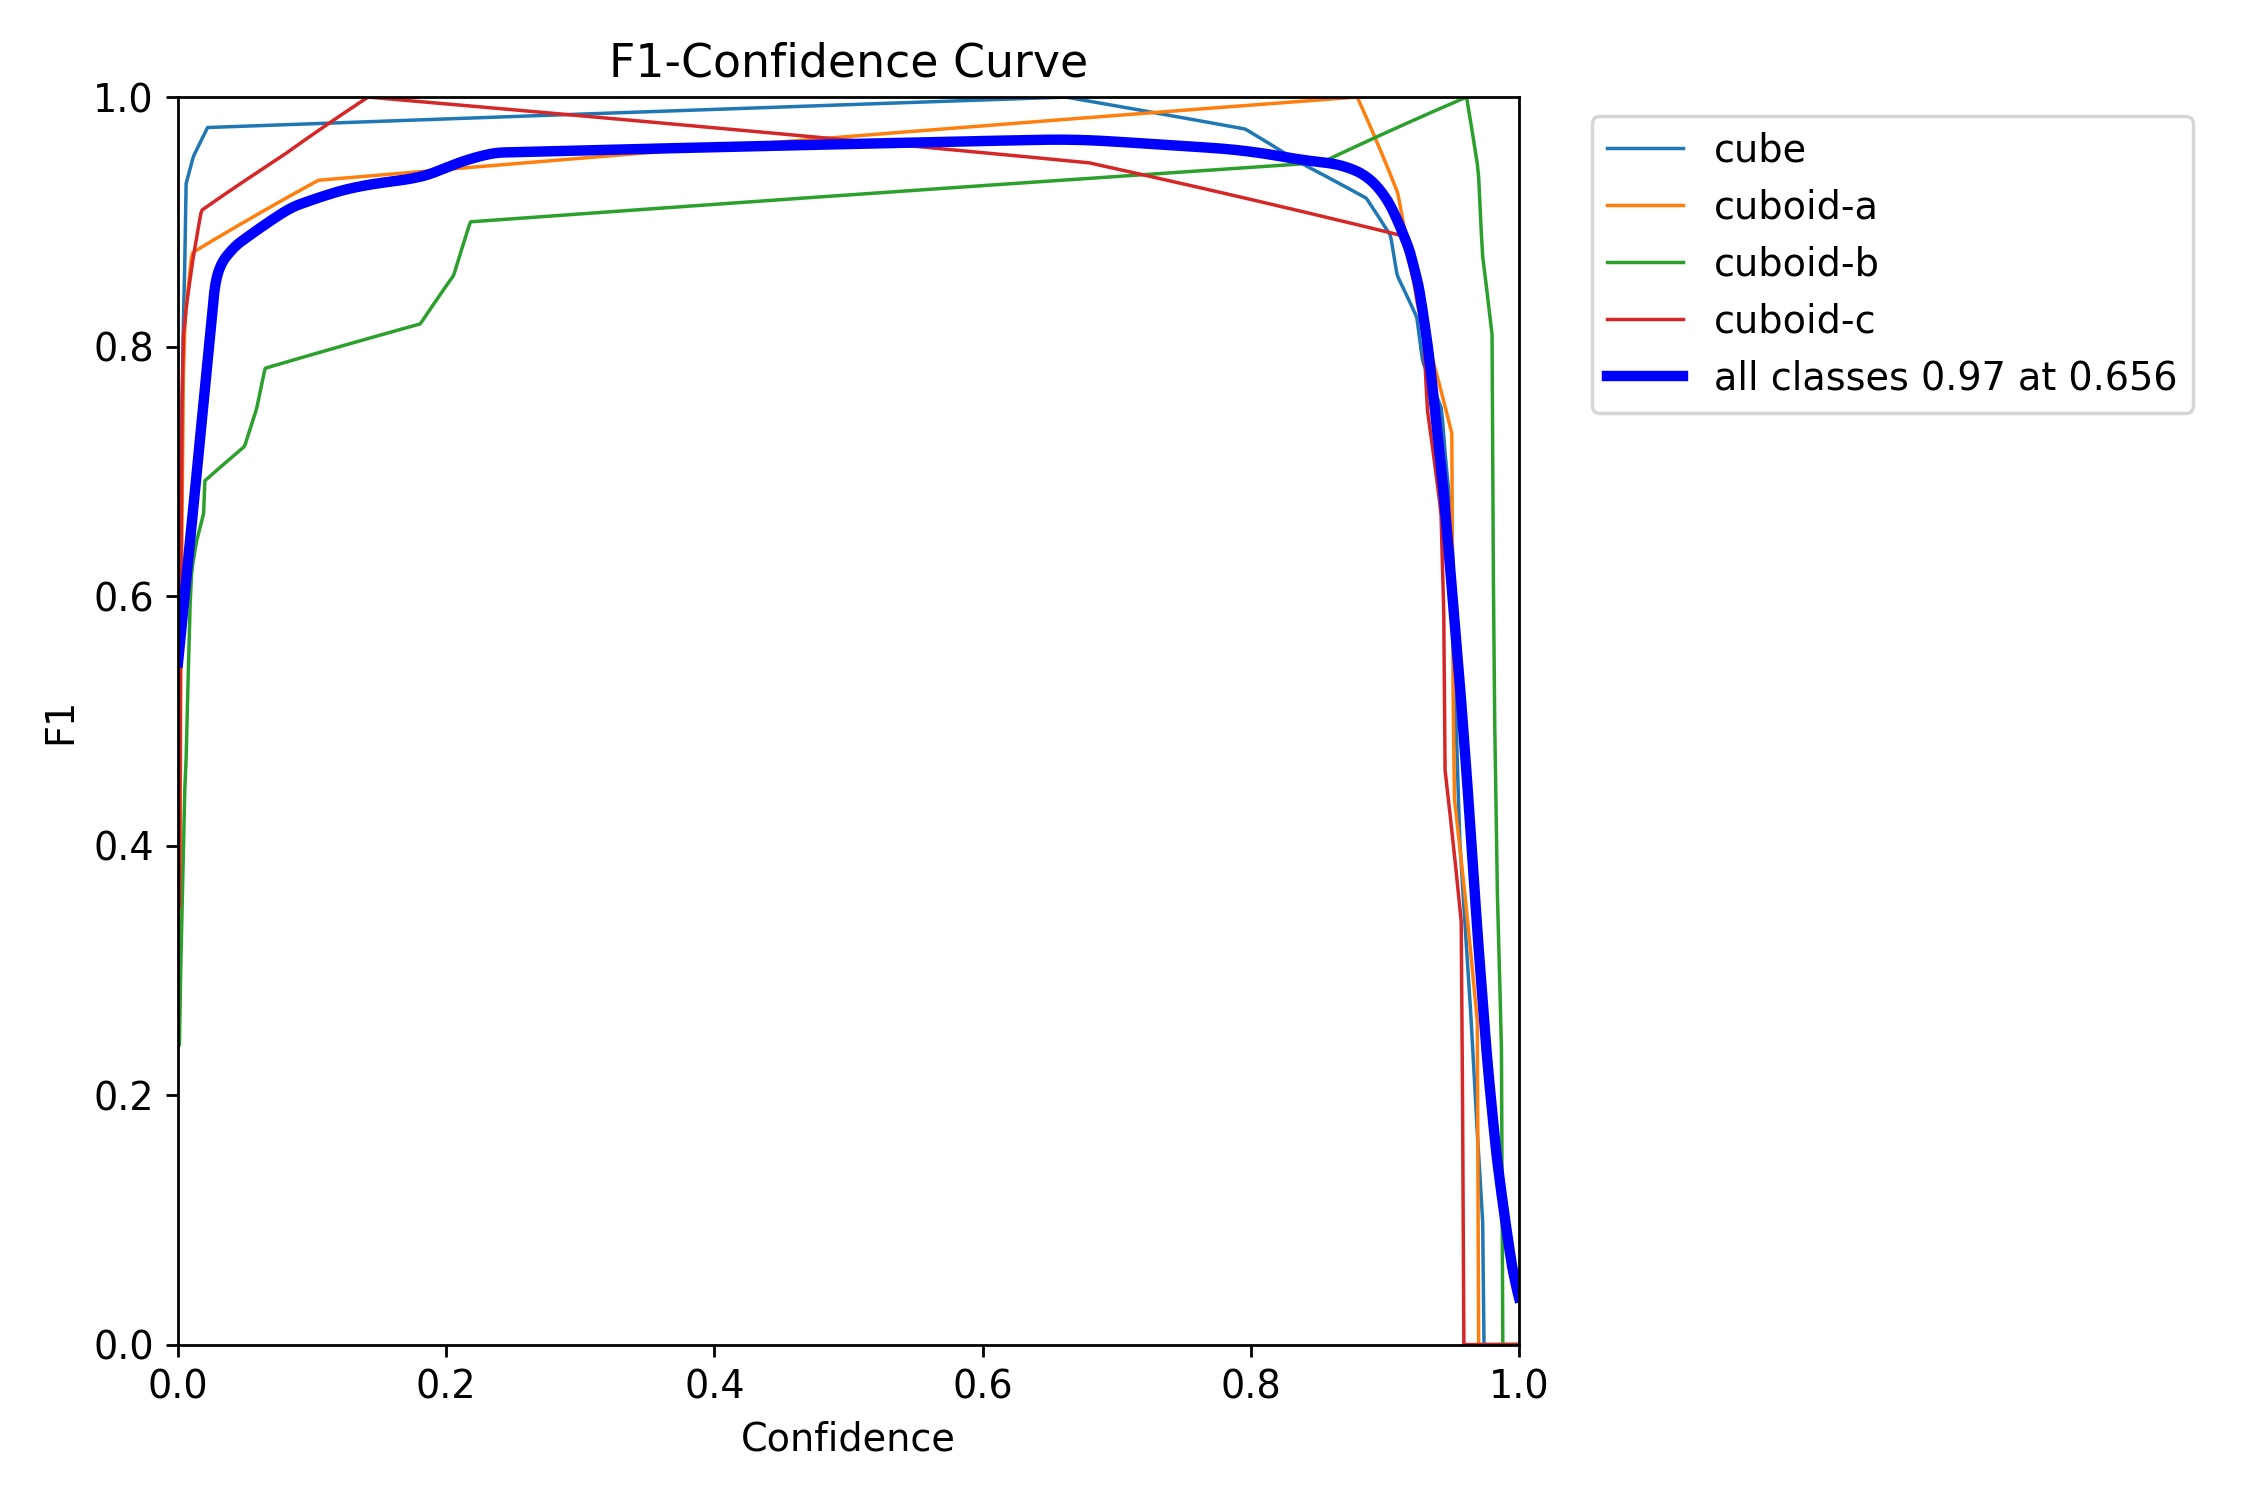 F1-Confidence Curve
1.0
0.8
0.6
0.4
0.2
0.0
F1
0.0 0.2 0.4 0.6 0.8 1.0
Confidence
cube
cuboid-a
cuboid-b
cuboid-c
all classes 0.97 at 0.656